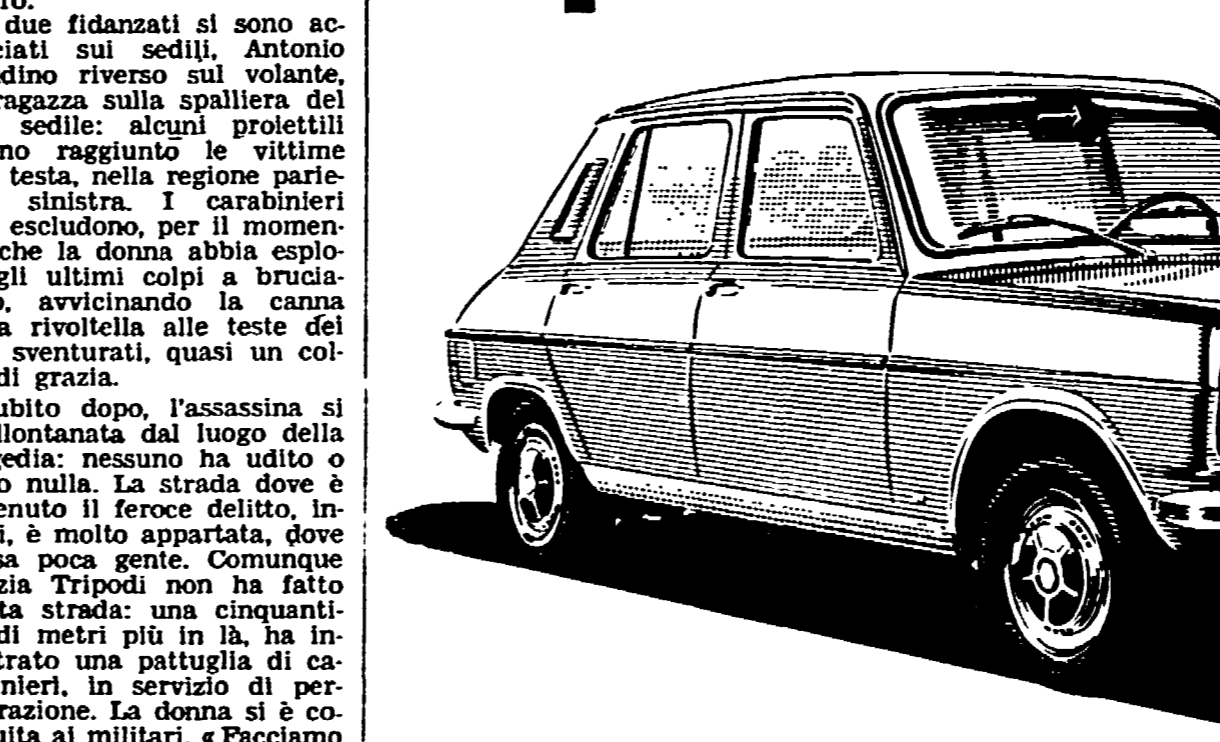 due fidanzati si sono ac-
ciati sui sedili, Antonio
dino riverso sul volante,
ragazza sulla spalliera del
sedile: alcuni proiettili
no raggiunto le vittime
testa, nella regione parie-
sinistra. I carabinieri
escludono, per il momen-
che la donna abbia esplo-
gli ultimi colpi a brucia-
o, avvicinando la canna
a rivoltella alle teste dei
sventurati, quasi un col-
di grazia.
ubito dopo, l'assassina si
llontanata dal luogo della
gedia: nessuno ha udito o
o nulla. La strada dove è
enuto il feroce delitto, in-
i, è molto appartata, dove
sa poca gente. Comunque
zia Tripodi non ha fatto
ta strada: una cinquanti-
di metri più in là, ha in-
trato una pattuglia di ca-
nieri, in servizio di per-
razione. La donna si è co-
uita ai militari. « Facciamo